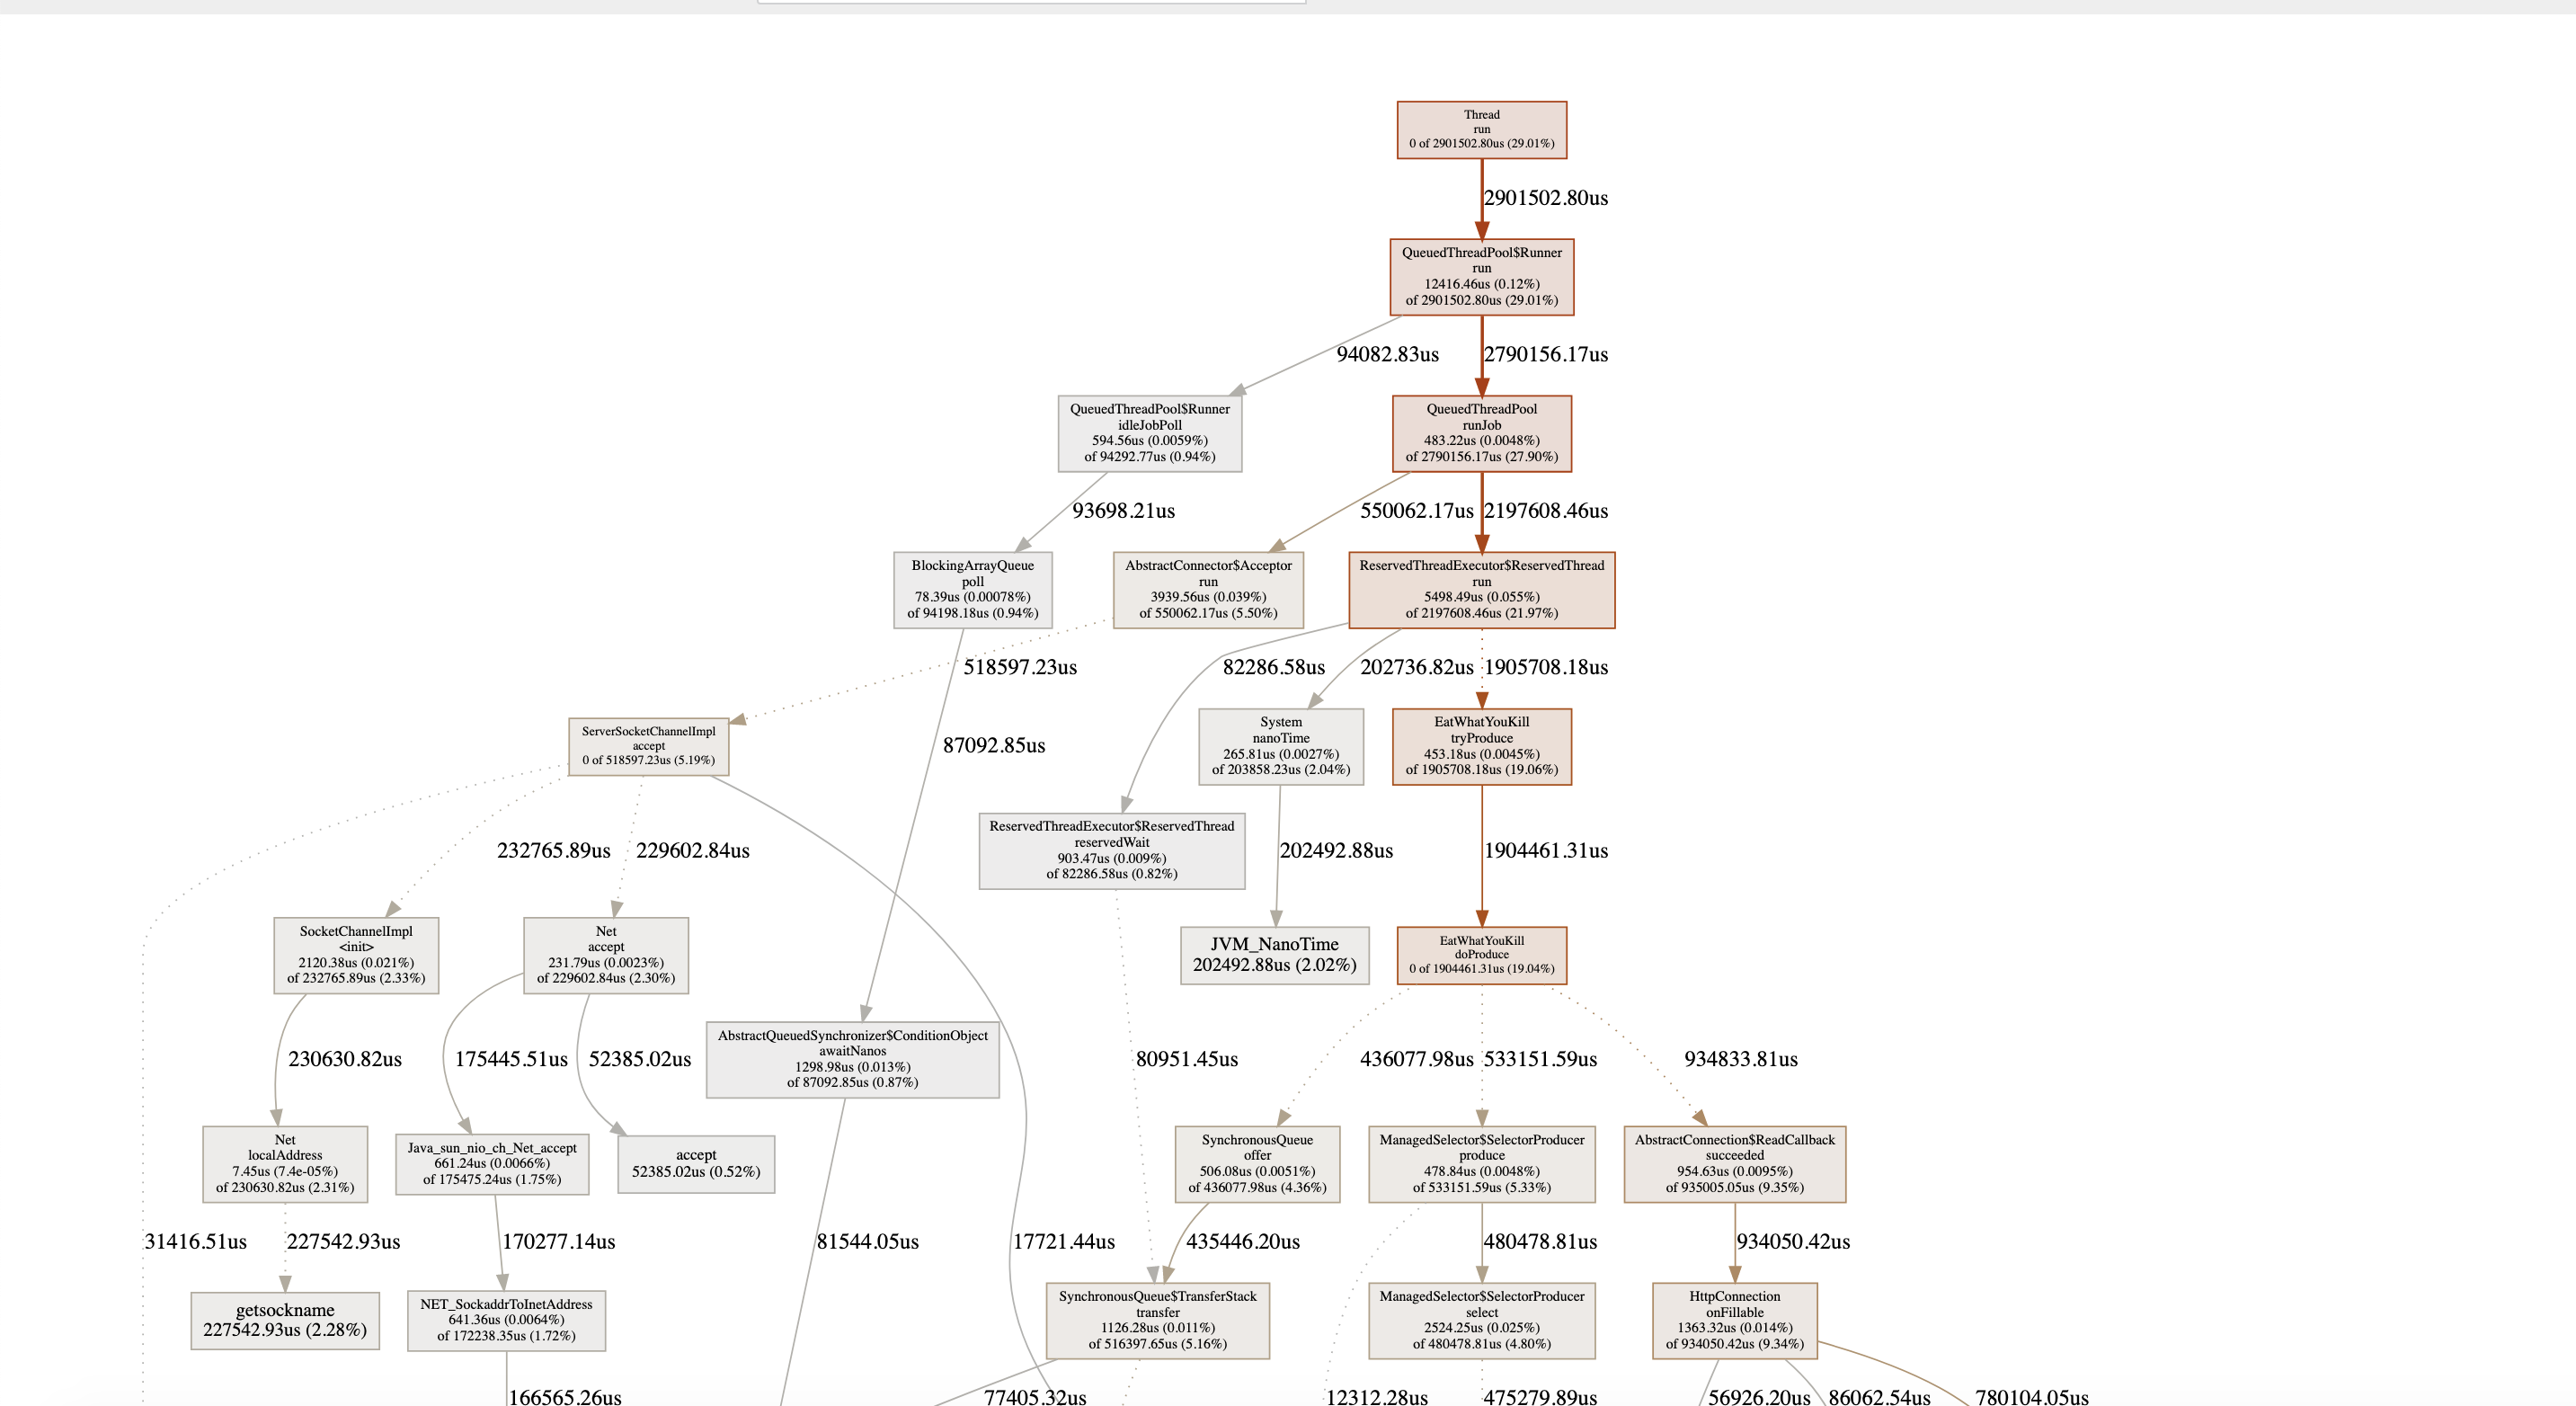 Thread
run
0 of 2901502.80us (29.01%)
2901502.80us
QueuedThreadPool$Runner
run
12416.46us (0.12%)
of 2901502.80us (29.01%)
94082.83us
2790156.17us
QueuedThreadPool$Runner
idleJobPoll
594.56us (0.0059%)
of 94292.77us (0.94%)
QueuedThreadPool
runJob
483.22us (0.0048%)
of 2790156.17us (27.90%)
93698.21us
550062.17us
2197608.46us
BlockingArrayQueue
poll
78.39us (0.00078%)
of 94198.18us (0.94%)
AbstractConnector$Acceptor
run
3939.56us (0.039%)
of 550062.17us (5.50%)
ReservedThreadExecutor$ReservedThread
run
5498.49us (0.055%)
of 2197608.46us (21.97%)
518597.23us
82286.58us
202736.82us
1905708.18us
ServerSocketChannelImpl
accept
0 of 518597.23us (5.19%)
87092.85us
System
nanoTime
265.81us (0.0027%)
of 203858.23us (2.04%)
EatWhatYouKill
tryProduce
453.18us (0.0045%)
of 1905708.18us (19.06%)
232765.89us
229602.84us
ReservedThreadExecutor$ReservedThread
reservedWait
903.47us (0.009%)
of 82286.58us (0.82%)
202492.88us
1904461.31us
SocketChannelImpl
<init>
2120.38us (0.021%)
of 232765.89us (2.33%)
Net
accept
231.79us (0.0023%)
of 229602.84us (2.30%)
JVM_NanoTime
202492.88us (2.02%)
EatWhatYouKill
doProduce
0 of 1904461.31us (19.04%)
230630.82us
175445.51us
52385.02us
AbstractQueuedSynchronizer$ConditionObject
awaitNanos
1298.98us (0.013%)
of 87092.85us (0.87%)
80951.45us
436077.98us
533151.59us
934833.81us
Net
localAddress
7.45us (7.4e-05%)
of 230630.82us (2.31%)
Java_sun_nio_ch_Net_accept
661.24us (0.0066%)
of 175475.24us (1.75%)
accept
52385.02us (0.52%)
SynchronousQueue
offer
506.08us (0.0051%)
of 436077.98us (4.36%)
ManagedSelector$SelectorProducer
produce
478.84us (0.0048%)
of 533151.59us (5.33%)
AbstractConnection$ReadCallback
succeeded
954.63us (0.0095%)
of 935005.05us (9.35%)
31416.51us
227542.93us
170277.14us
81544.05us
17721.44us
435446.20us
480478.81us
934050.42us
getsockname
227542.93us (2.28%)
NET_SockaddrToInetAddress
641.36us (0.0064%)
of 172238.35us (1.72%)
SynchronousQueue$TransferStack
transfer
1126.28us (0.011%)
of 516397.65us (5.16%)
ManagedSelector$SelectorProducer
select
2524.25us (0.025%)
of 480478.81us (4.80%)
HttpConnection
onFillable
1363.32us (0.014%)
of 934050.42us (9.34%)
166565.26us
77405.32us
12312.28us
475279.89us
56926.20us
86062.54us
780104.05us